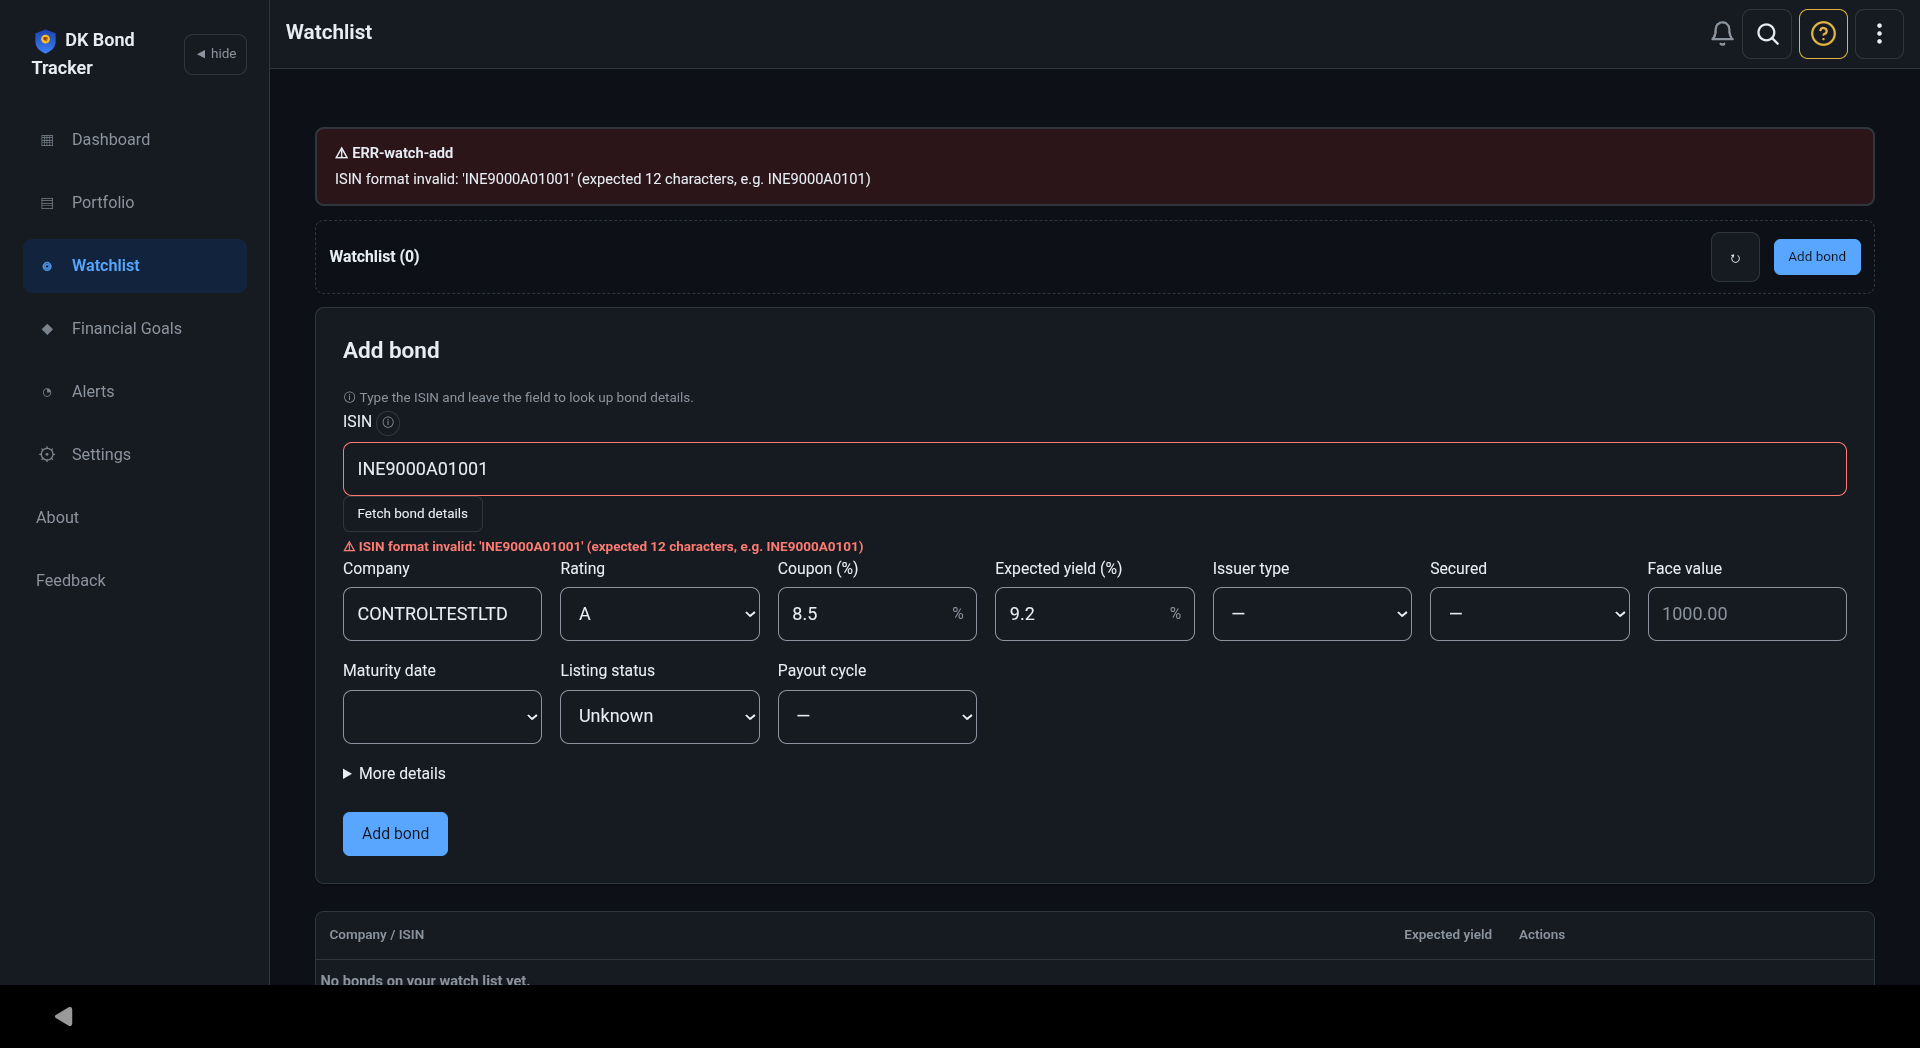 DK Bond
Tracker
◄ hide
Dashboard
Portfolio
Watchlist
Financial Goals
Alerts
Settings
About
Feedback
Watchlist
⚠ ERR-watch-add
ISIN format invalid: 'INE9000A01001' (expected 12 characters, e.g. INE9000A0101)
Watchlist (0)
Add bond
Add bond
ⓘ Type the ISIN and leave the field to look up bond details.
ISIN ⓘ
INE9000A01001
Fetch bond details
⚠ ISIN format invalid: 'INE9000A01001' (expected 12 characters, e.g. INE9000A0101)
Company Rating Coupon (%) Expected yield (%) Issuer type Secured Face value
CONTROLTESTLTD A 8.5 % 9.2 % — — 1000.00
Maturity date Listing status Payout cycle
Unknown —
▶ More details
Add bond
Company / ISIN Expected yield Actions
No bonds on your watch list yet.